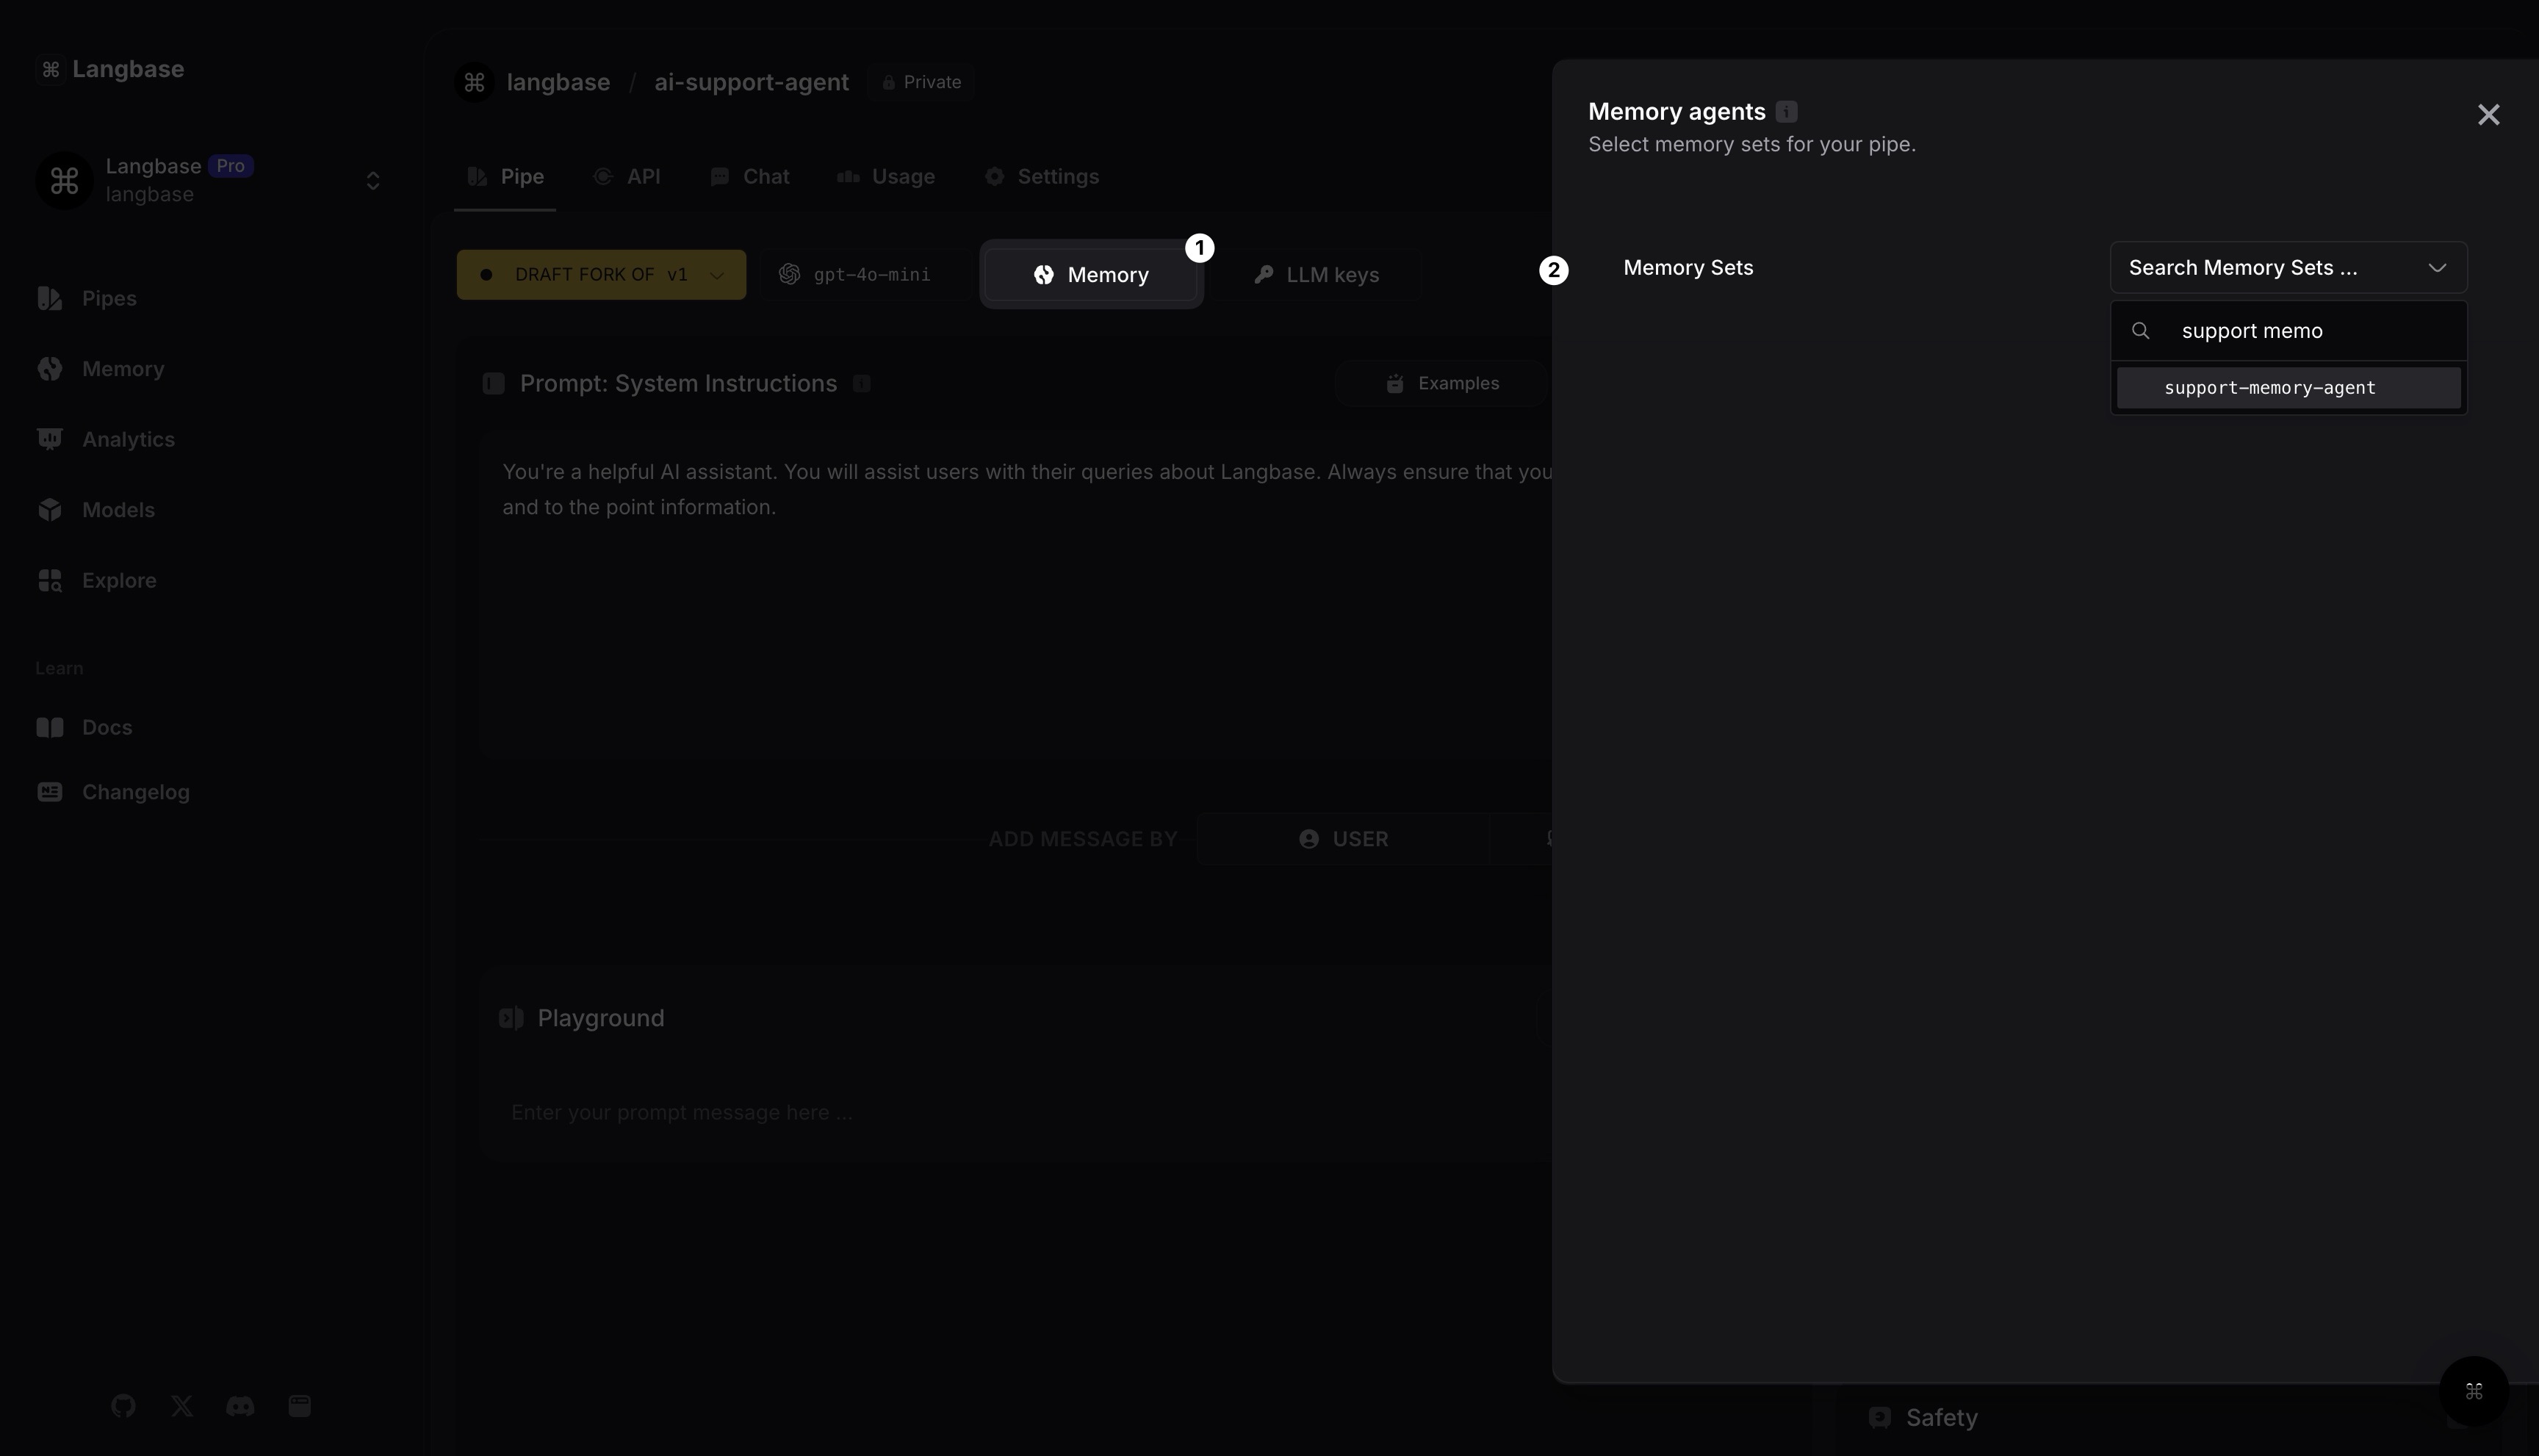 Langbase
Langbase Pro
langbase
Pipes
Memory
Analytics
Models
Explore
Learn
Docs
Changelog
langbase / ai-support-agent Private
Pipe API Chat Usage Settings
DRAFT FORK OF v1 gpt-4o-mini Memory 1 LLM keys
Prompt: System Instructions Examples
You're a helpful AI assistant. You will assist users with their queries about Langbase. Always ensure that you
and to the point information.
ADD MESSAGE BY USER
Playground
Enter your prompt message here ...
Memory agents
Select memory sets for your pipe.
2 Memory Sets Search Memory Sets ...
support memo
support-memory-agent
Safety